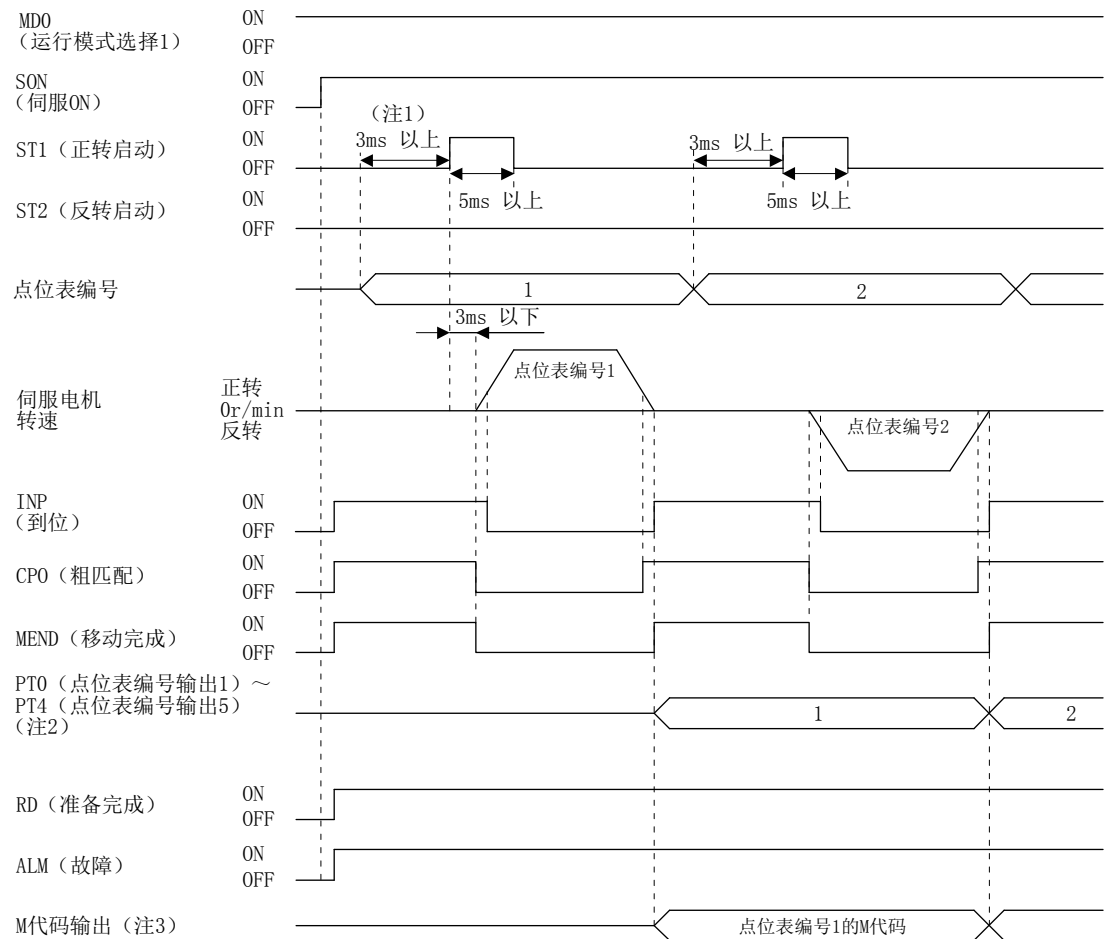 MD0 ON
（运行模式选择1） OFF
SON ON
（伺服ON） OFF
（注1）
ST1（正转启动） ON 3ms 以上 3ms 以上
OFF
5ms 以上 5ms 以上
ST2（反转启动） ON
OFF
点位表编号 1 2
3ms 以下
点位表编号1
伺服电机 正转
转速 0r/min
反转 点位表编号2
INP ON
（到位） OFF
CPO（粗匹配） ON
OFF
MEND（移动完成） ON
OFF
PT0（点位表编号输出1）～
PT4（点位表编号输出5） 1 2
（注2）
RD（准备完成） ON
OFF
ALM（故障） ON
OFF
M代码输出（注3） 点位表编号1的M代码